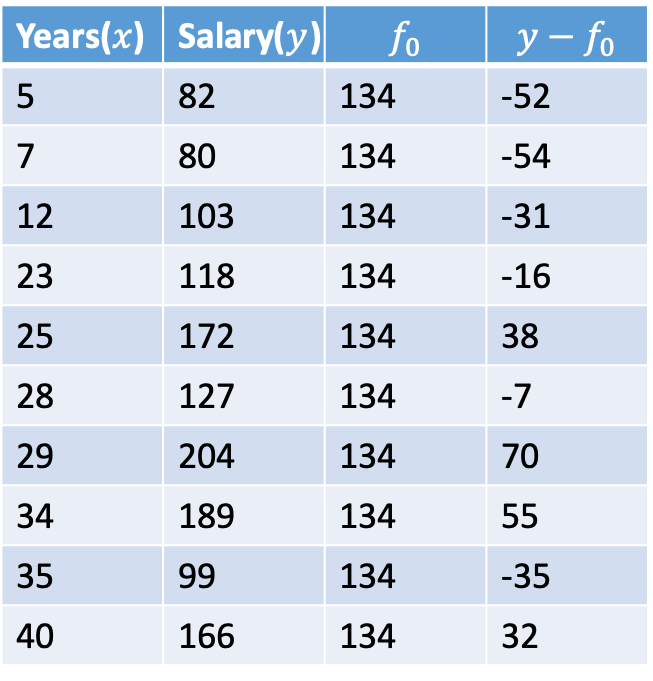 Years(x) Salary(y) f₀ y − f₀
5 82 134 -52
7 80 134 -54
12 103 134 -31
23 118 134 -16
25 172 134 38
28 127 134 -7
29 204 134 70
34 189 134 55
35 99 134 -35
40 166 134 32